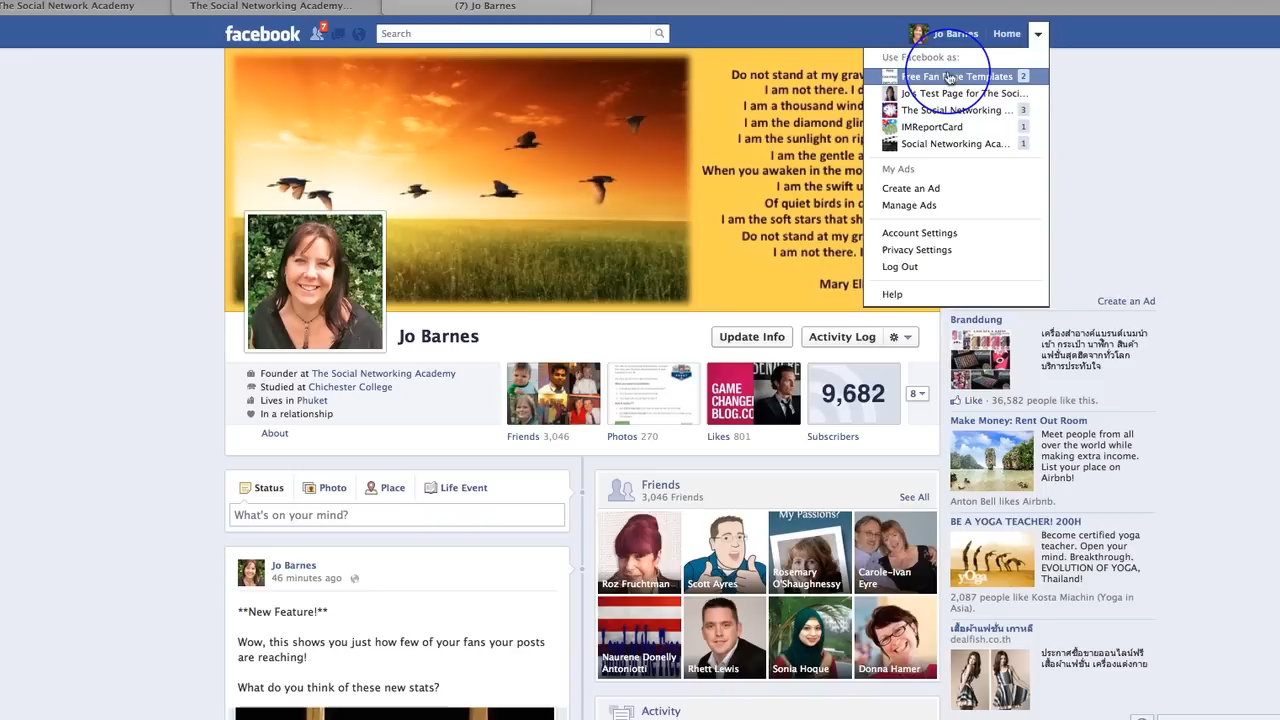 The Social Network Academy
The Social Networking Academy...
(7) Jo Barnes
facebook
7
Search
Jo Barnes
Home
Use Facebook as:
Free Fan Page Templates 2
Jo's Test Page for The Soci...
The Social Networking ... 3
IMReportCard 1
Social Networking Aca... 1
My Ads
Create an Ad
Manage Ads
Account Settings
Privacy Settings
Log Out
Help
Do not stand at my grav
I am not there. I d
I am a thousand wind
I am the diamond glin
I am the sunlight on rip
I am the gentle a
When you awaken in the mo
I am the swift u
Of quiet birds in c
I am the soft stars that sh
Do not stand at my gra
I am not there. I
Mary El
Jo Barnes
Update Info
Activity Log
Founder at The Social Networking Academy
Studied at Chichester College
Lives in Phuket
In a relationship
About
Friends 3,046
Photos 270
GAME
CHANGER
BLOG.CO
Likes 801
9,682
Subscribers
8
Status
Photo
Place
Life Event
What's on your mind?
Jo Barnes
46 minutes ago
**New Feature!**
Wow, this shows you just how few of your fans your posts
are reaching!
What do you think of these new stats?
Friends
3,046 Friends
See All
Roz Fruchtman
Scott Ayres
My Passions?
Rosemary
O'Shaughnessy
Carole-Ivan
Eyre
Naurene Donelly
Antoniotti
Rhett Lewis
Sonia Hoque
Donna Hamer
Activity
Create an Ad
Branddung
เครื่องสำอางค์แบรนด์เนมนำ
เข้า กระเป๋า นาฬิกา สินค้า
แฟชั่นสุดฮิตจากทั่วโลก
บริการประทับใจ
Like · 36,582 people like this.
Make Money: Rent Out Room
Meet people from all
over the world while
making extra income.
List your place on
Airbnb!
Anton Bell likes Airbnb.
BE A YOGA TEACHER! 200H
yoga
Become certified yoga
teacher. Open your
mind. Breakthrough.
EVOLUTION OF YOGA,
Thailand!
2,087 people like Kosta Miachin (Yoga in
Asia).
เสื้อผ้าแฟชั่น เกาหลี
dealfish.co.th
ประกาศซื้อขายออนไลน์ฟรี
เสื้อผ้าแฟชั่น เครื่องแต่งกาย